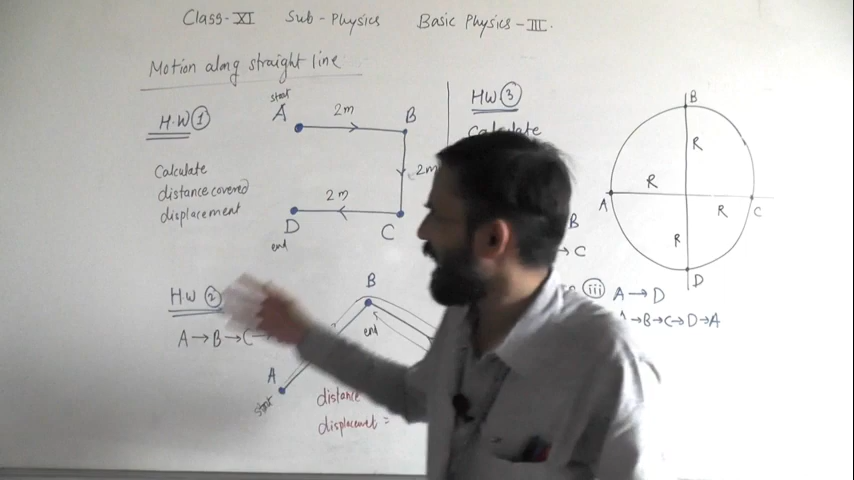 Class-XI Sub-Physics Basic Physics-III.
Motion along straight line
H.W 1
Calculate
distance covered
displacement
start
A 2m B
2m
2m
D C
end
HW 2
A→B→C→
B
end
A
start
distance
displacement =
HW 3
Calculate
B
→ C
iii A→D
A→B→C→D→A
B
R
R
A R C
R
D